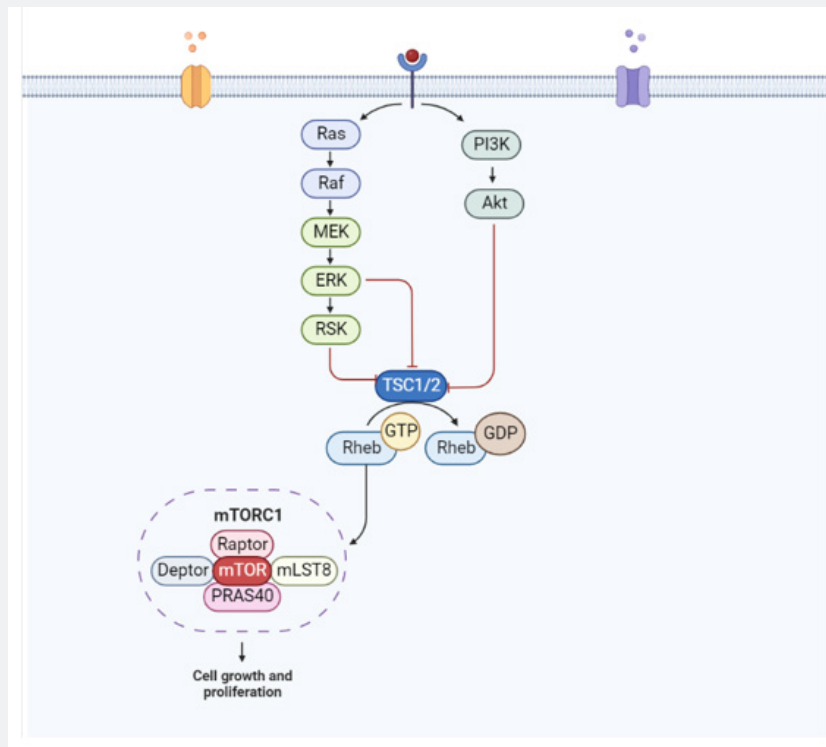 Ras
PI3K
Raf
Akt
MEK
ERK
RSK
TSC1/2
GTP
Rheb
GDP
Rheb
mTORC1
Raptor
Deptor
mTOR
mLST8
PRAS40
Cell growth and
proliferation